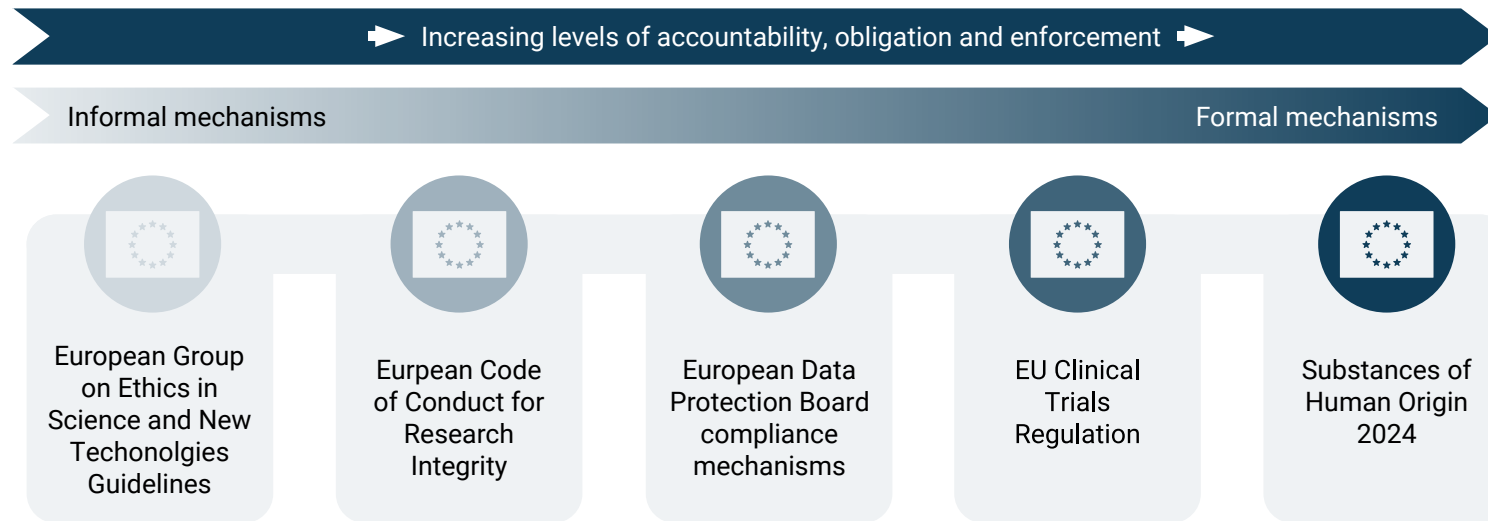 Increasing levels of accountability, obligation and enforcement
Informal mechanisms
Formal mechanisms
European Group
on Ethics in
Science and New
Techonolgies
Guidelines
Eurpean Code
of Conduct for
Research
Integrity
European Data
Protection Board
compliance
mechanisms
EU Clinical
Trials
Regulation
Substances of
Human Origin
2024